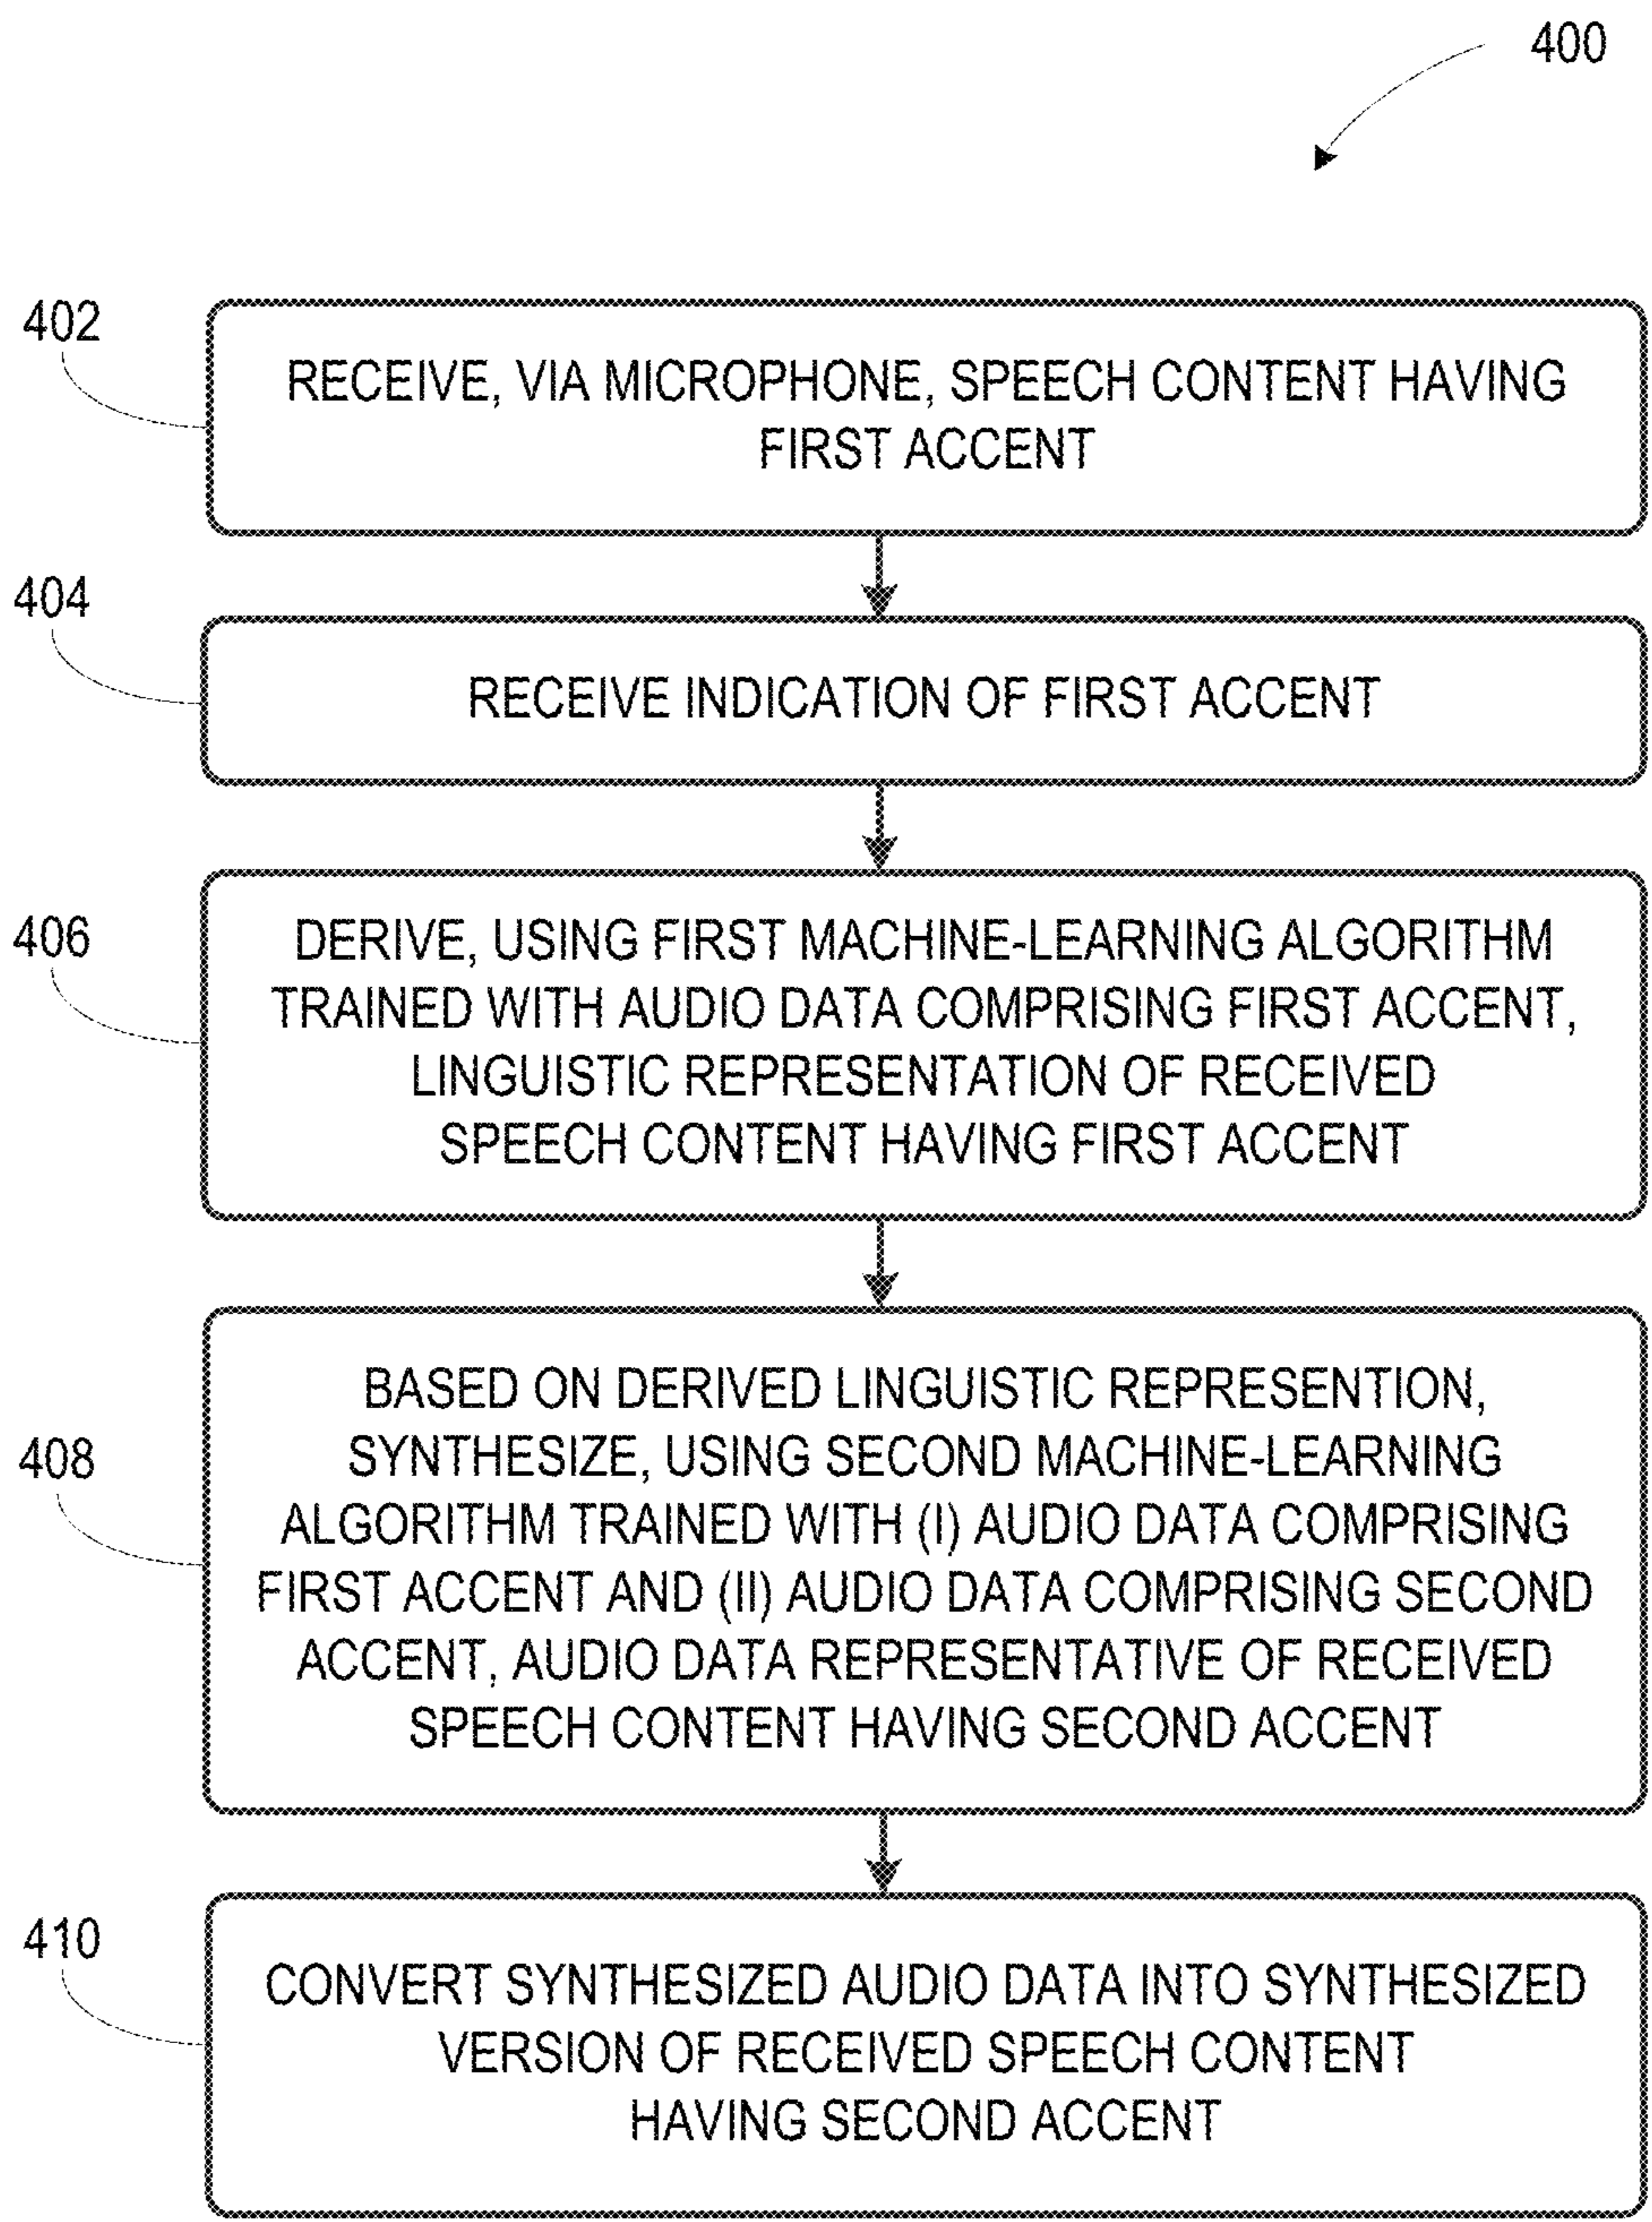 400
402
RECEIVE, VIA MICROPHONE, SPEECH CONTENT HAVING
FIRST ACCENT
404
RECEIVE INDICATION OF FIRST ACCENT
406
DERIVE, USING FIRST MACHINE-LEARNING ALGORITHM
TRAINED WITH AUDIO DATA COMPRISING FIRST ACCENT,
LINGUISTIC REPRESENTATION OF RECEIVED
SPEECH CONTENT HAVING FIRST ACCENT
408
BASED ON DERIVED LINGUISTIC REPRESENTION,
SYNTHESIZE, USING SECOND MACHINE-LEARNING
ALGORITHM TRAINED WITH (I) AUDIO DATA COMPRISING
FIRST ACCENT AND (II) AUDIO DATA COMPRISING SECOND
ACCENT, AUDIO DATA REPRESENTATIVE OF RECEIVED
SPEECH CONTENT HAVING SECOND ACCENT
410
CONVERT SYNTHESIZED AUDIO DATA INTO SYNTHESIZED
VERSION OF RECEIVED SPEECH CONTENT
HAVING SECOND ACCENT